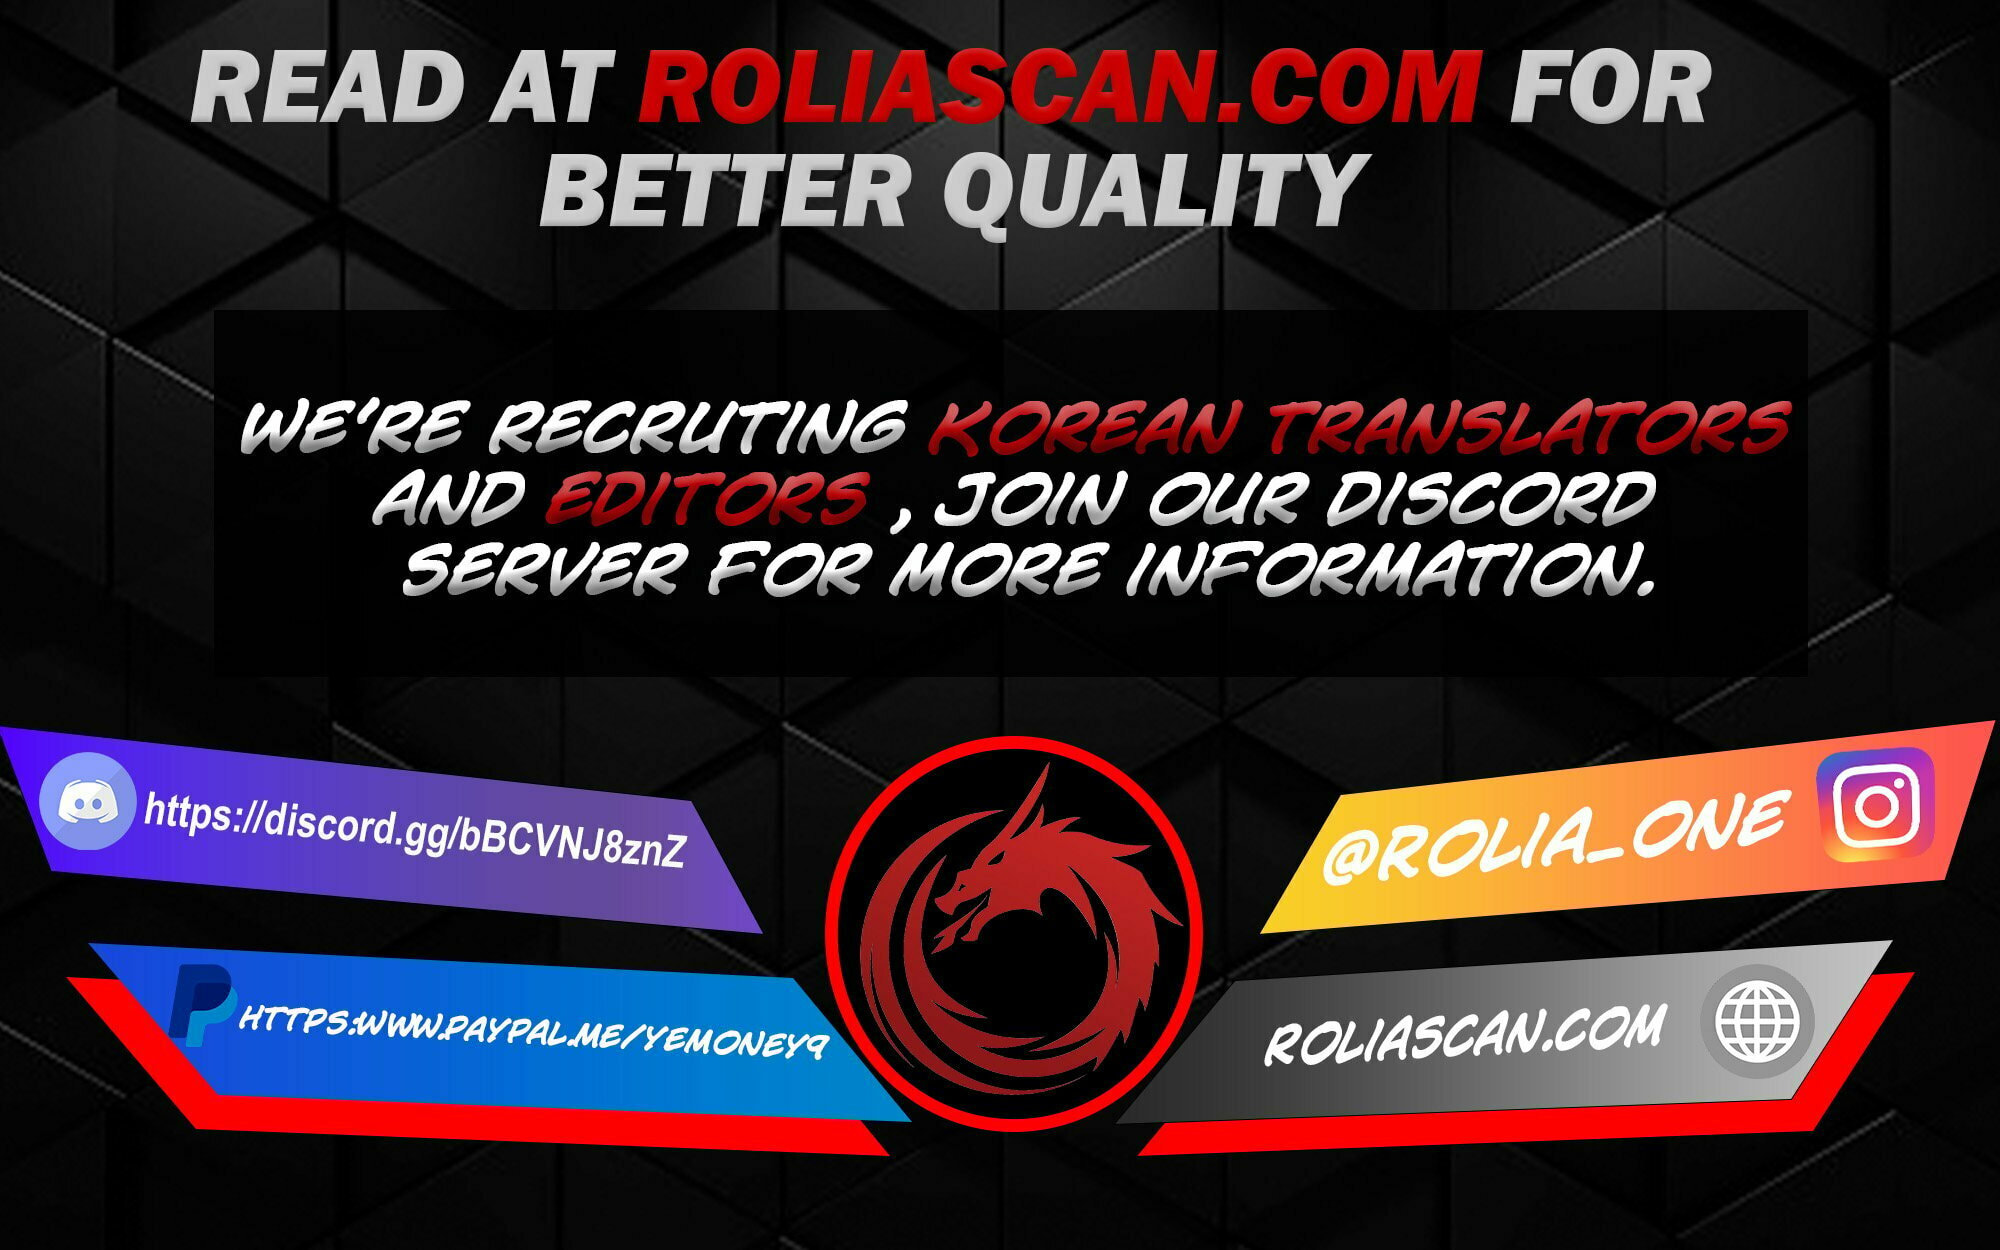 READ AT ROLIASCAN.COM FOR
BETTER QUALITY
WE'RE RECRUTING KOREAN TRANSLATORS
AND EDITORS , JOIN OUR DISCORD
SERVER FOR MORE INFORMATION.
https://discord.gg/bBCVNJ8znZ
@ROLIA_ONE
HTTPS:WWW.PAYPAL.ME/YEMONEY9
ROLIASCAN.COM